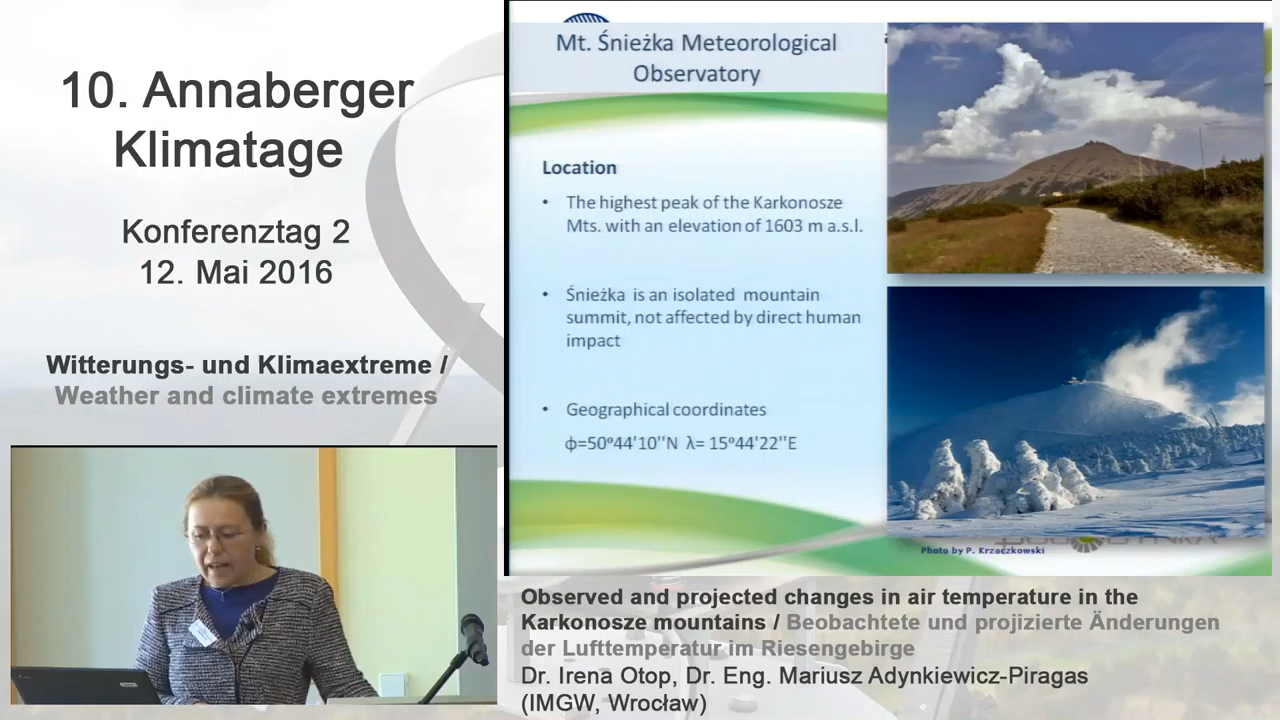 10. Annaberger
Klimatage
Konferenztag 2
12. Mai 2016
Witterungs- und Klimaextreme /
Weather and climate extremes
Mt. Śnieżka Meteorological
Observatory
Location
• The highest peak of the Karkonosze
Mts. with an elevation of 1603 m a.s.l.
• Śnieżka is an isolated mountain
summit, not affected by direct human
impact
• Geographical coordinates
ф=50º44'10''N λ= 15º44'22''E
Photo by P. Krzaczkowski
Observed and projected changes in air temperature in the
Karkonosze mountains / Beobachtete und projizierte Änderungen
der Lufttemperatur im Riesengebirge
Dr. Irena Otop, Dr. Eng. Mariusz Adynkiewicz-Piragas
(IMGW, Wrocław)